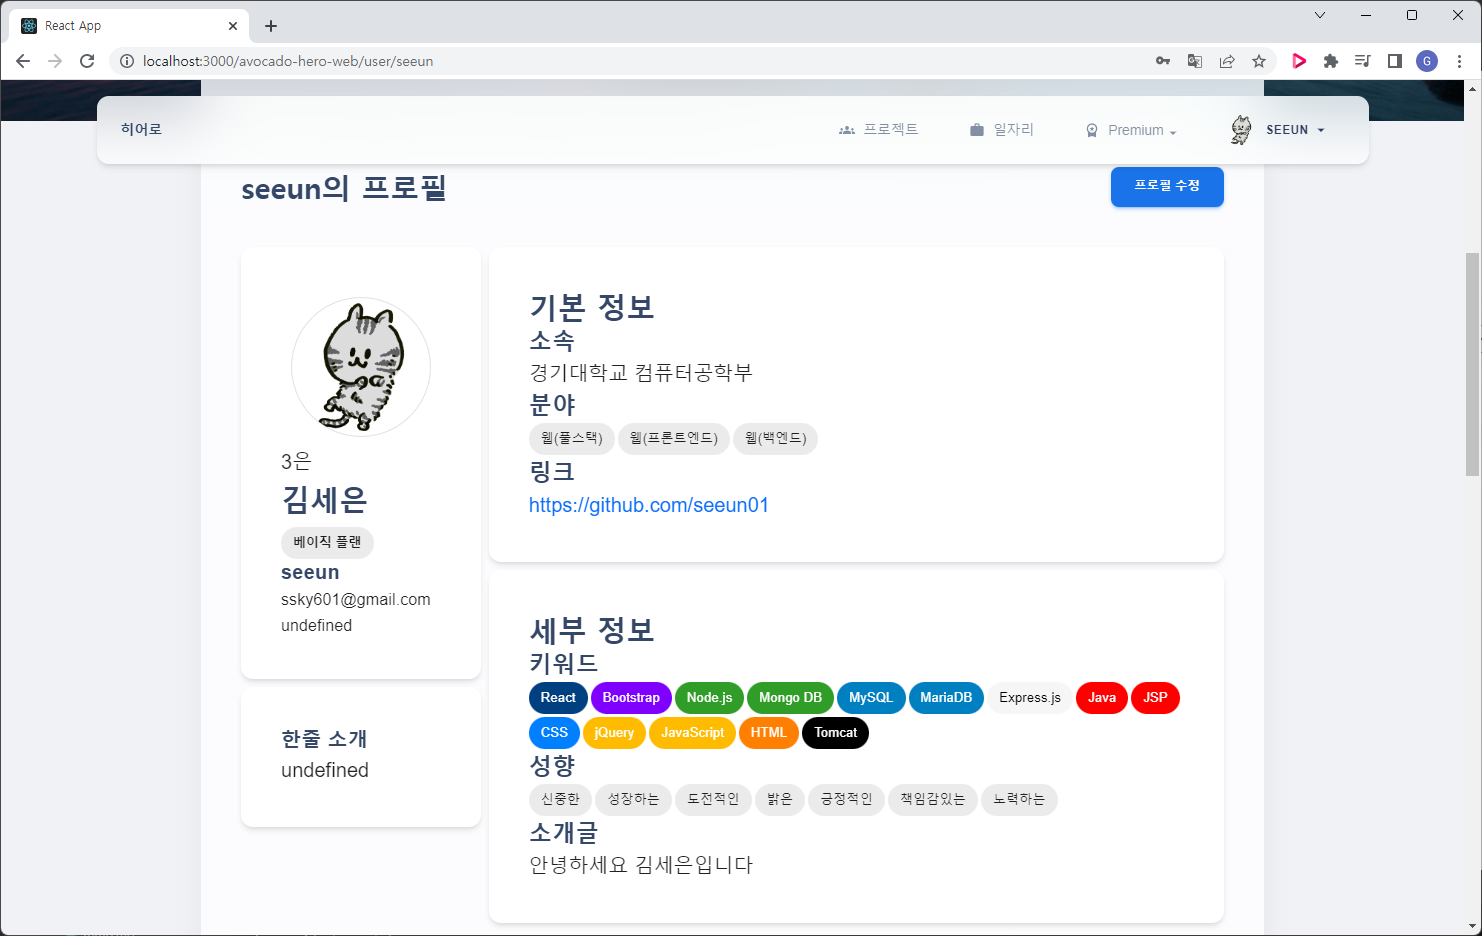 React App
localhost:3000/avocado-hero-web/user/seeun
G
히어로
프로젝트
일자리
Premium
SEEUN
seeun의 프로필
프로필 수정
3은
김세은
베이직 플랜
seeun
ssky601@gmail.com
undefined
한줄 소개
undefined
기본 정보
소속
경기대학교 컴퓨터공학부
분야
웹(풀스택) 웹(프론트엔드) 웹(백엔드)
링크
https://github.com/seeun01
세부 정보
키워드
React Bootstrap Node.js Mongo DB MySQL MariaDB Express.js Java JSP
CSS jQuery JavaScript HTML Tomcat
성향
신중한 성장하는 도전적인 밝은 긍정적인 책임감있는 노력하는
소개글
안녕하세요 김세은입니다